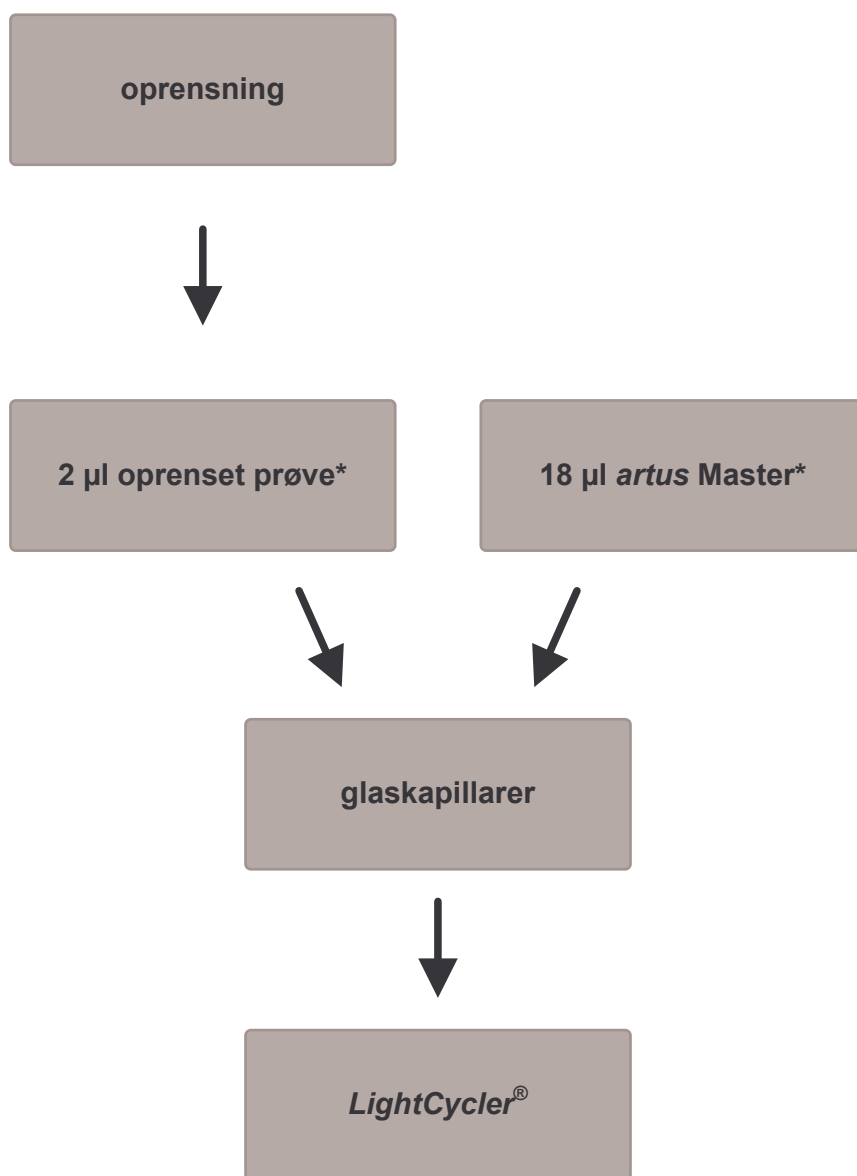 oprensning
2 µl oprenset prøve*
18 µl artus Master*
glaskapillarer
LightCycler®